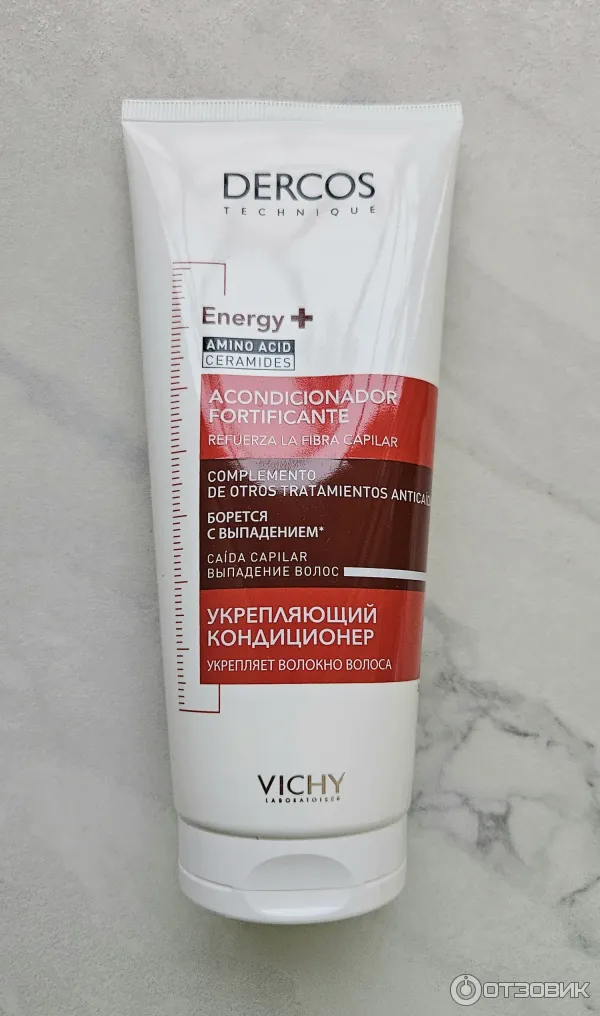 DERCOS
TECHNIQUE
Energy +
AMINO ACID
CERAMIDES
ACONDICIONADOR
FORTIFICANTE
REFUERZA LA FIBRA CAPILAR
COMPLEMENTO
DE OTROS TRATAMIENTOS
БОРЕТСЯ
С ВЫПАДЕНИЕМ*
CAÍDA CAPILAR
ВЫПАДЕНИЕ ВОЛОС
УКРЕПЛЯЮЩИЙ
КОНДИЦИОНЕР
УКРЕПЛЯЕТ ВОЛОКНО ВОЛОСА
VICHY
LABORATOIRES
ОТЗОВИК